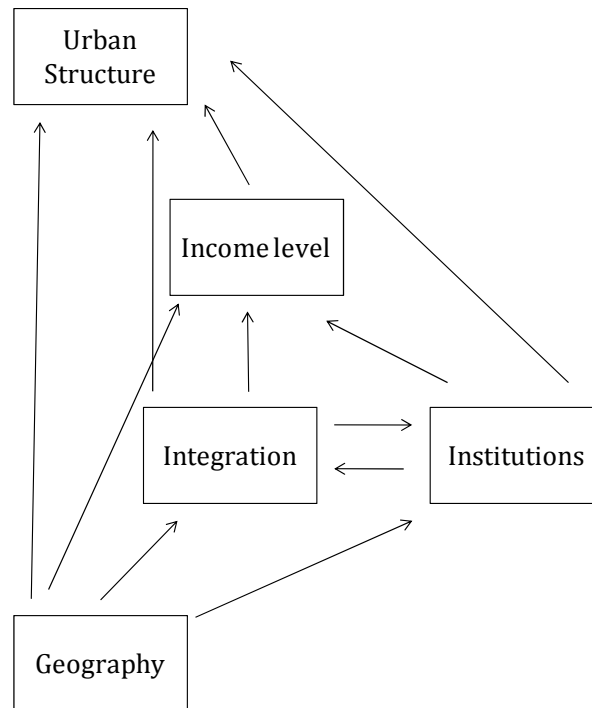 Urban
Structure
Income level
Integration
Institutions
Geography